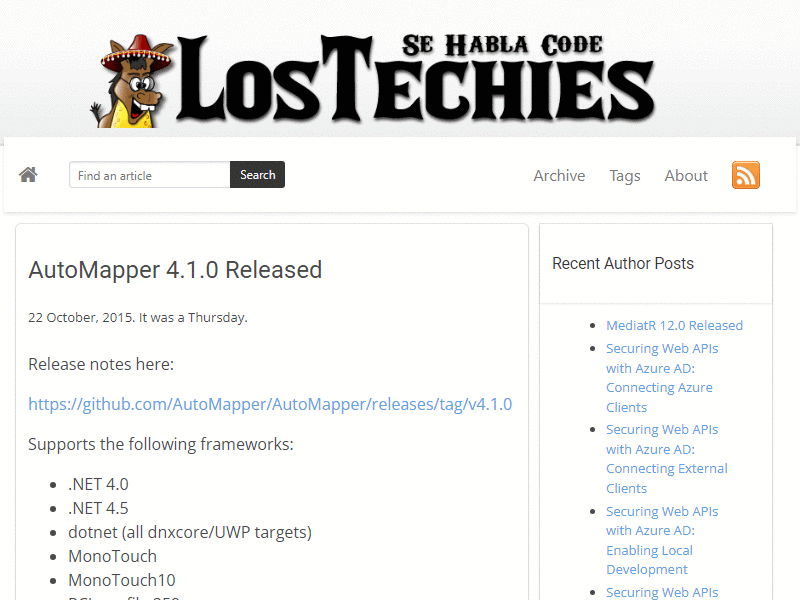 SE HABLA CODE
LOSTECHIES
Find an article
Search
Archive
Tags
About
AutoMapper 4.1.0 Released
22 October, 2015. It was a Thursday.
Release notes here:
https://github.com/AutoMapper/AutoMapper/releases/tag/v4.1.0
Supports the following frameworks:
.NET 4.0
.NET 4.5
dotnet (all dnxcore/UWP targets)
MonoTouch
MonoTouch10
Recent Author Posts
MediatR 12.0 Released
Securing Web APIs
with Azure AD:
Connecting Azure
Clients
Securing Web APIs
with Azure AD:
Connecting External
Clients
Securing Web APIs
with Azure AD:
Enabling Local
Development
Securing Web APIs